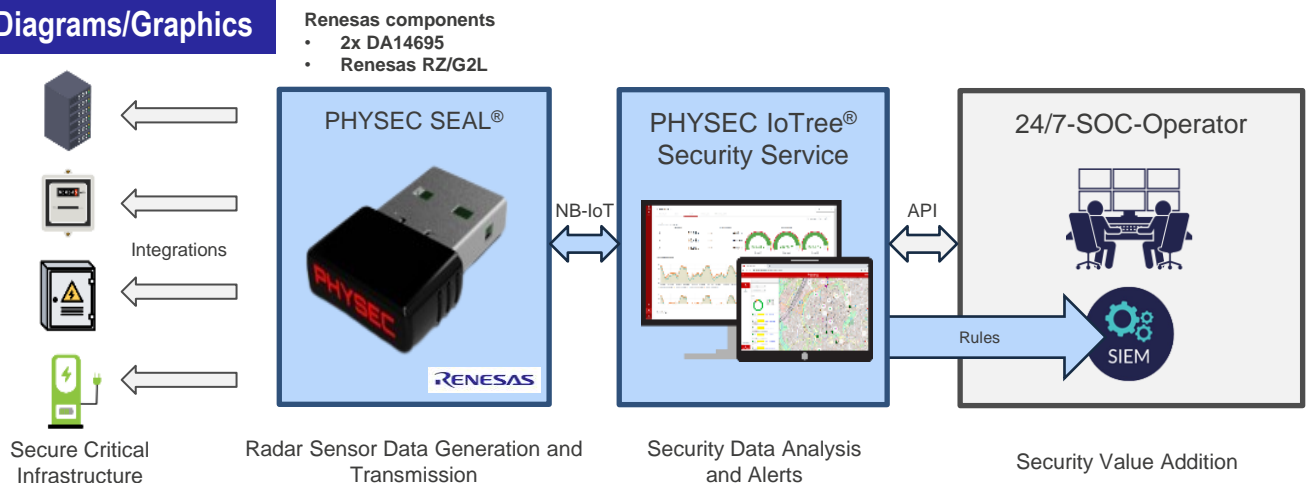 Diagrams/Graphics
Renesas components
• 2x DA14695
• Renesas RZ/G2L
PHYSEC SEAL®
PHYSEC IoTree®
Security Service
24/7-SOC-Operator
NB-IoT
API
Integrations
PHYSEC
RENESAS
Rules
SIEM
Secure Critical
Infrastructure
Radar Sensor Data Generation and
Transmission
Security Data Analysis
and Alerts
Security Value Addition